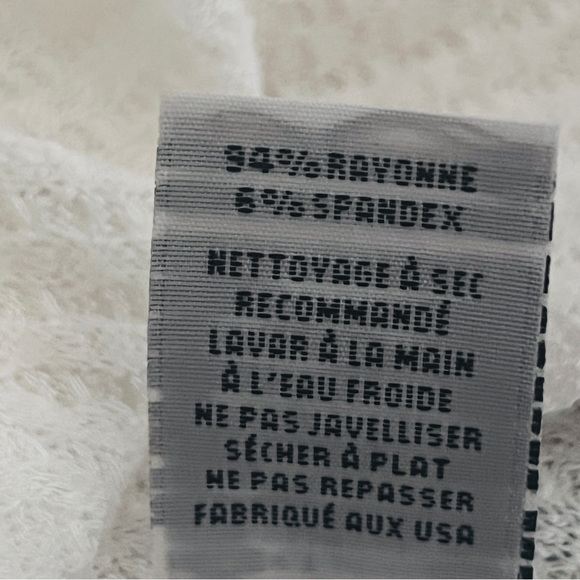 94% RAYONNE
6% SPANDEX
NETTOYAGE À SEC
RECOMMANDÉ
LAVAR À LA MAIN
À L'EAU FROIDE
NE PAS JAVELLISER
SÉCHER À PLAT
NE PAS REPASSER
FABRIQUÉ AUX USA